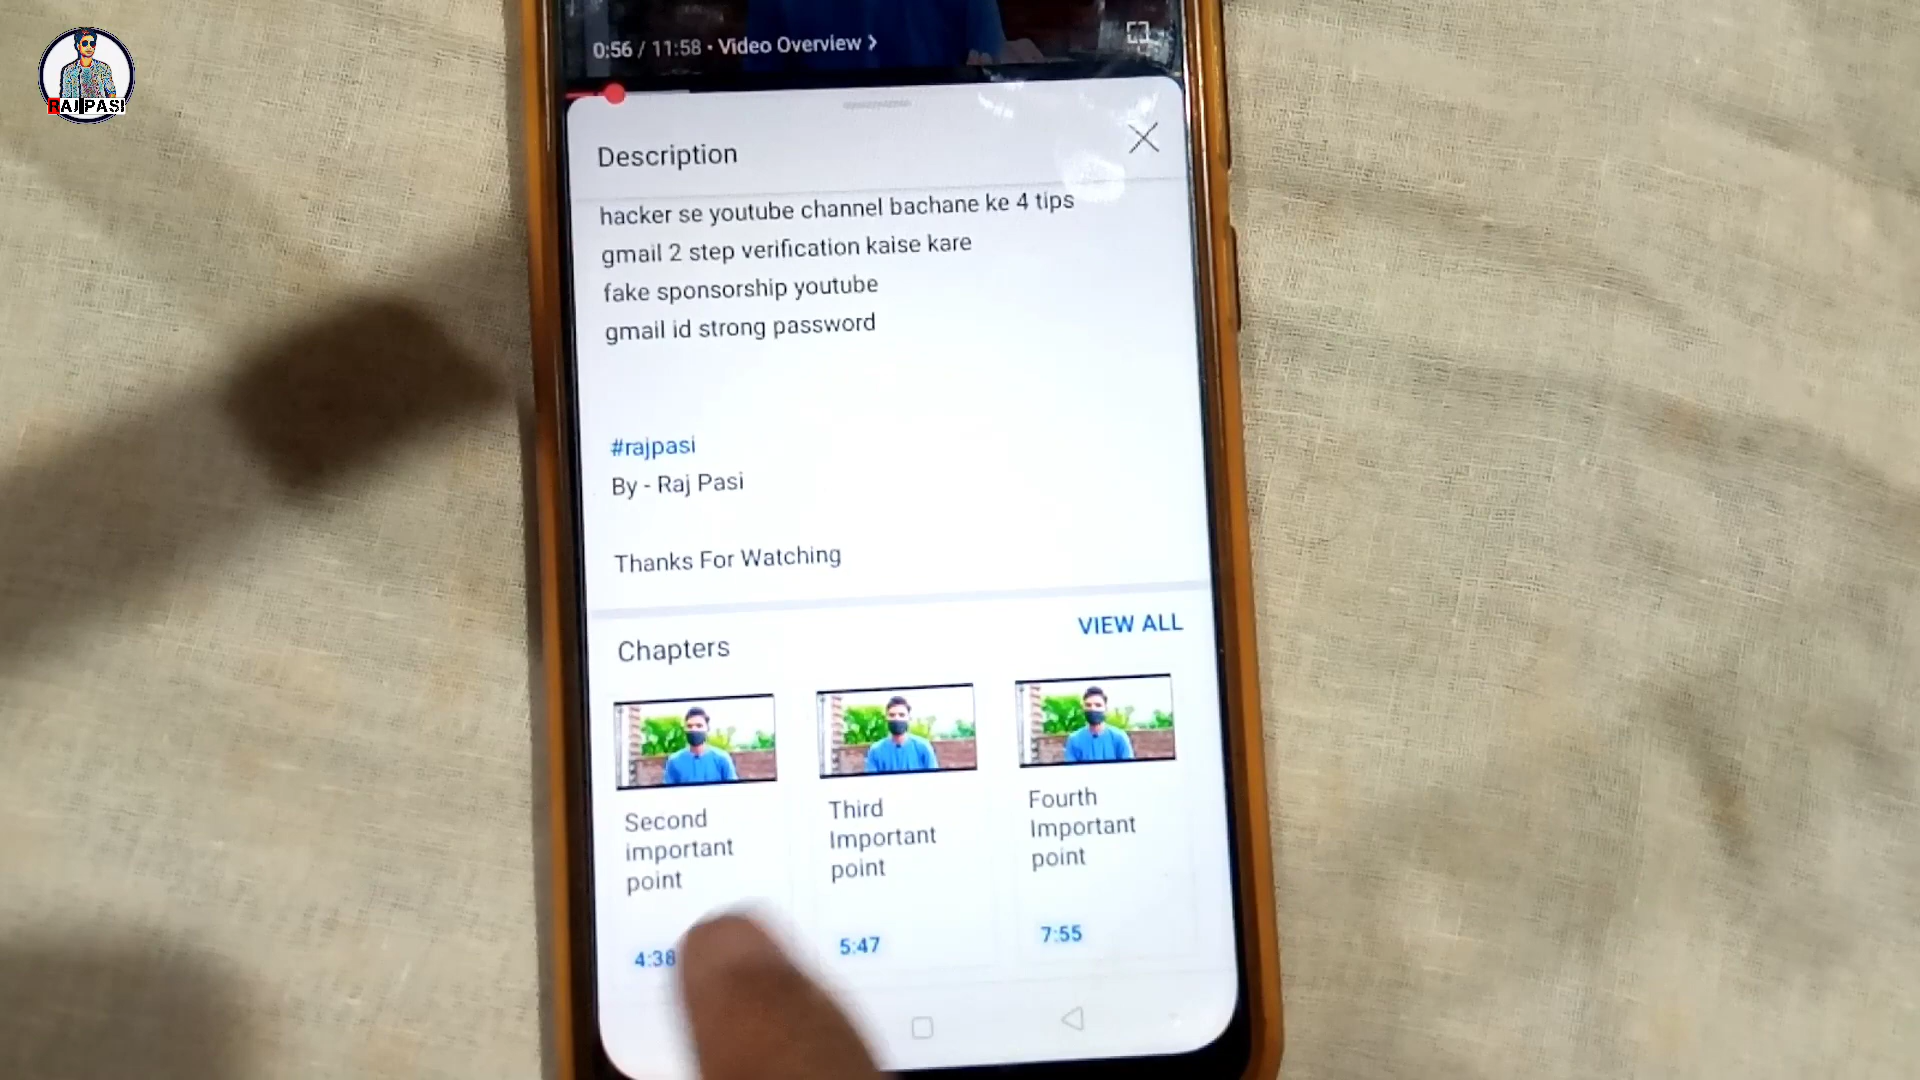 RAJ PASI
0:56 / 11:58 • Video Overview >
Description
hacker se youtube channel bachane ke 4 tips
gmail 2 step verification kaise kare
fake sponsorship youtube
gmail id strong password
#rajpasi
By - Raj Pasi
Thanks For Watching
Chapters
VIEW ALL
Second
important
point
4:38
Third
Important
point
5:47
Fourth
Important
point
7:55